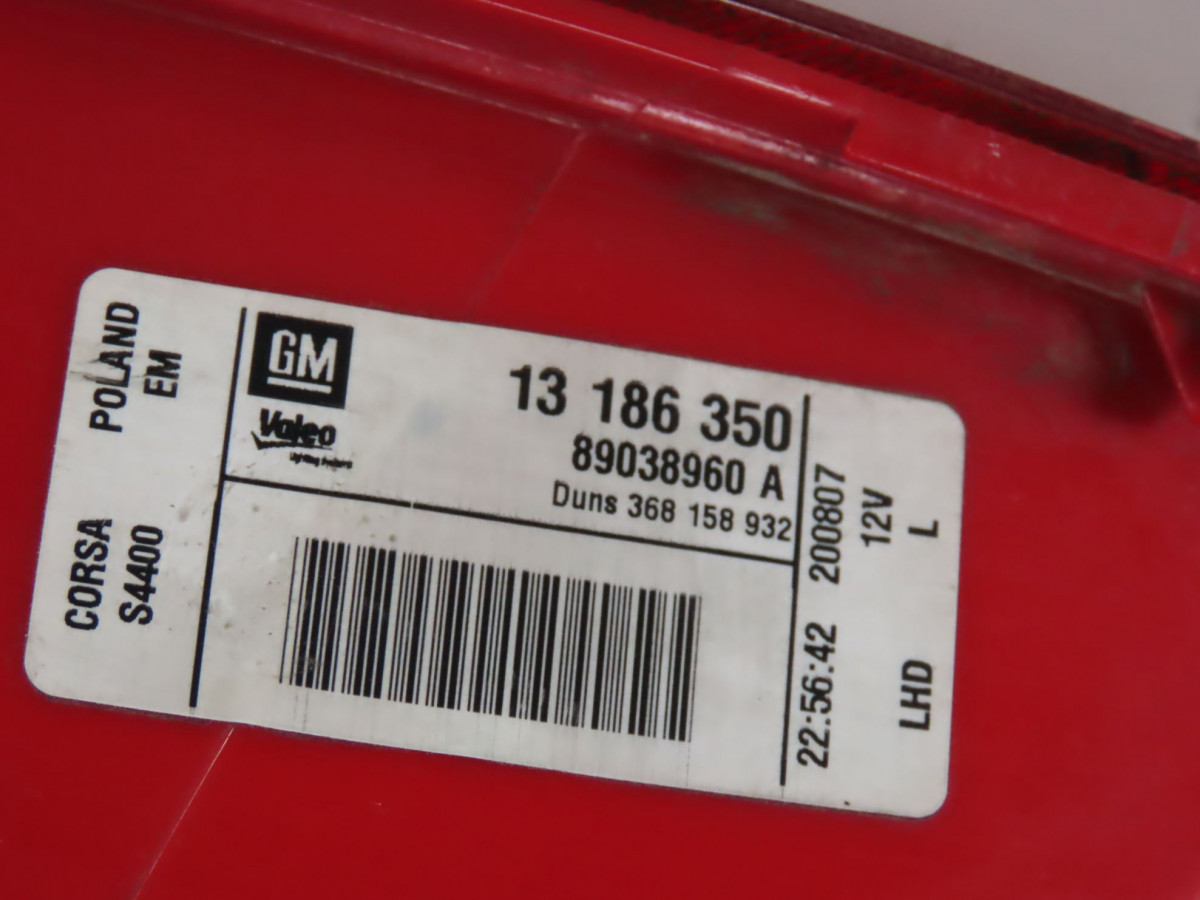 POLAND
EM
CORSA
S4400
GM
Valeo
13 186 350
89038960 A
Duns 368 158 932
22:56:42 200807
12V
LHD L